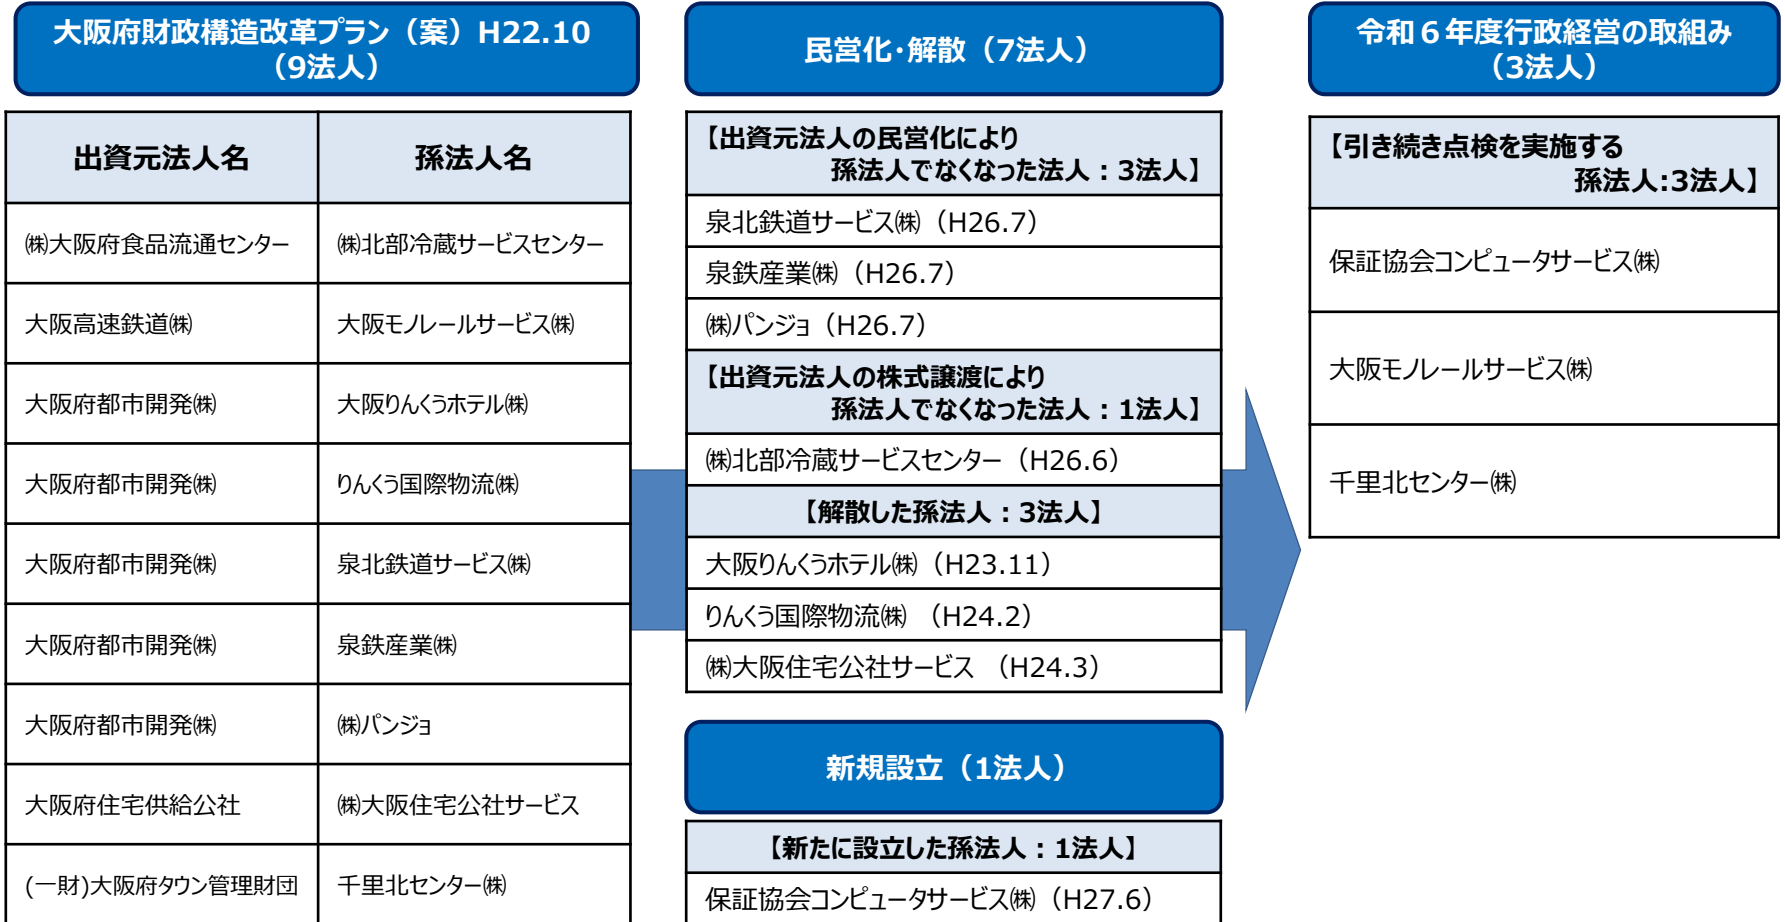 大阪府財政構造改革プラン（案）H22.10
（9法人）
出資元法人名 孫法人名
㈱大阪府食品流通センター ㈱北部冷蔵サービスセンター
大阪高速鉄道㈱ 大阪モノレールサービス㈱
大阪府都市開発㈱ 大阪りんくうホテル㈱
大阪府都市開発㈱ りんくう国際物流㈱
大阪府都市開発㈱ 泉北鉄道サービス㈱
大阪府都市開発㈱ 泉鉄産業㈱
大阪府都市開発㈱ ㈱パンジョ
大阪府住宅供給公社 ㈱大阪住宅公社サービス
(一財)大阪府タウン管理財団 千里北センター㈱
民営化・解散（7法人）
【出資元法人の民営化により
孫法人でなくなった法人：3法人】
泉北鉄道サービス㈱（H26.7）
泉鉄産業㈱（H26.7）
㈱パンジョ（H26.7）
【出資元法人の株式譲渡により
孫法人でなくなった法人：1法人】
㈱北部冷蔵サービスセンター（H26.6）
【解散した孫法人：3法人】
大阪りんくうホテル㈱（H23.11）
りんくう国際物流㈱ （H24.2）
㈱大阪住宅公社サービス （H24.3）
新規設立（1法人）
【新たに設立した孫法人：1法人】
保証協会コンピュータサービス㈱（H27.6）
令和６年度行政経営の取組み
（3法人）
【引き続き点検を実施する
孫法人:3法人】
保証協会コンピュータサービス㈱
大阪モノレールサービス㈱
千里北センター㈱